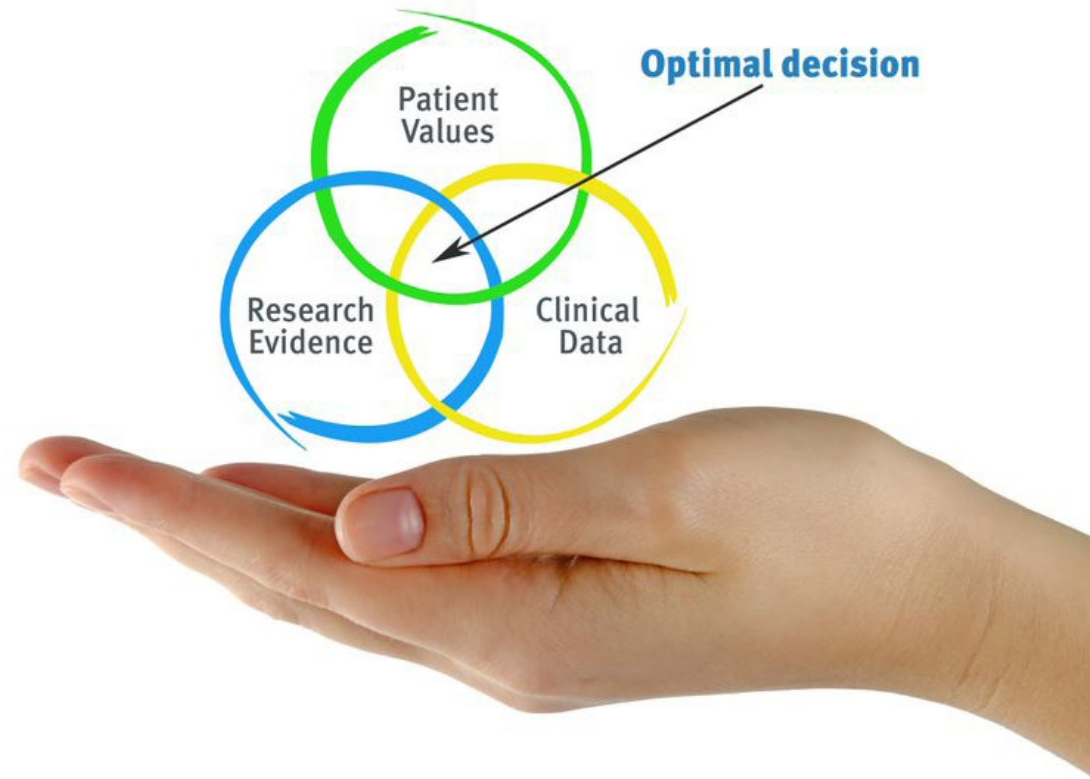 Optimal decision
Patient
Values
Research
Evidence
Clinical
Data